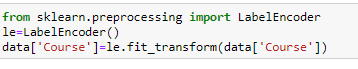 from sklearn.preprocessing import LabelEncoder
le=LabelEncoder()
data['Course']=le.fit_transform(data['Course'])